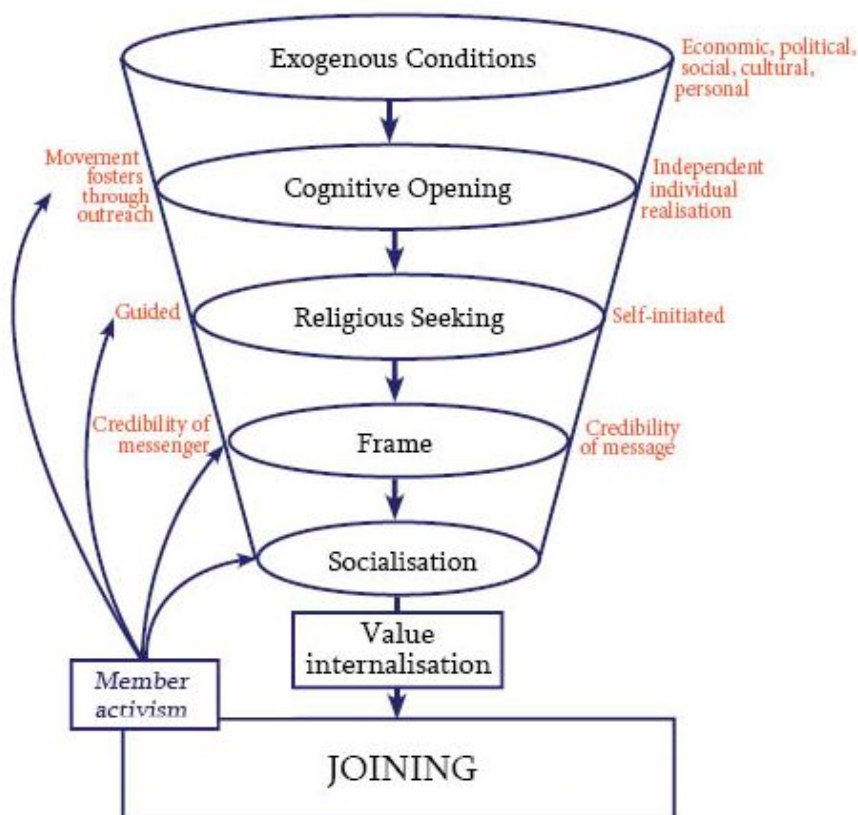 Exogenous Conditions
Economic, political,
social, cultural,
personal
Movement
fosters
through
outreach
Cognitive Opening
Independent
individual
realisation
Guided
Religious Seeking
Self-initiated
Credibility of
messenger
Frame
Credibility
of message
Socialisation
Value
internalisation
Member
activism
JOINING